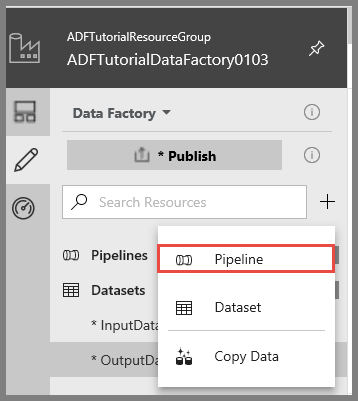 ADFTutorialResourceGroup
ADFTutorialDataFactory0103
Data Factory
* Publish
Search Resources
Pipelines
Pipeline
Datasets
Dataset
* InputData
* OutputDa
Copy Data